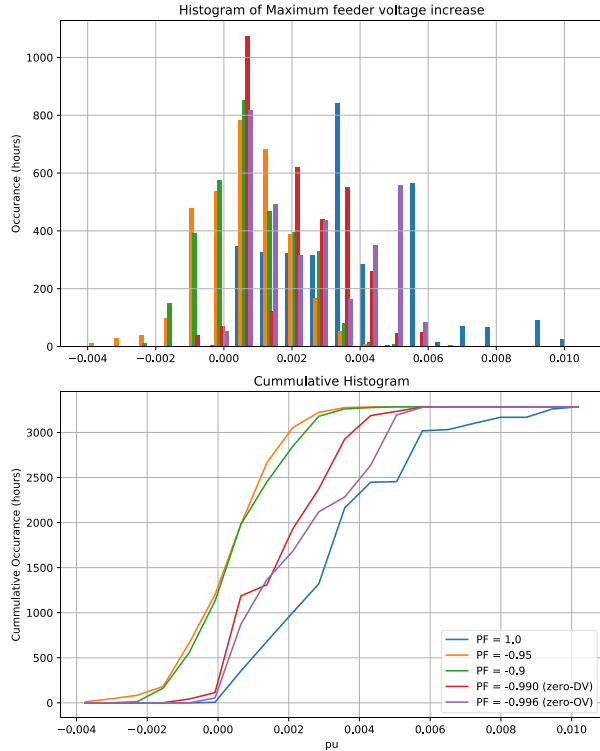 Histogram of Maximum feeder voltage increase
Occurance (hours)
1000
800
600
400
200
0
−0.004 −0.002 0.000 0.002 0.004 0.006 0.008 0.010
Cummulative Histogram
Cummulative Occurance (hours)
3000
2500
2000
1500
1000
500
0
PF = 1.0
PF = -0.95
PF = -0.9
PF = -0.990 (zero-DV)
PF = -0.996 (zero-OV)
−0.004 −0.002 0.000 0.002 0.004 0.006 0.008 0.010
pu